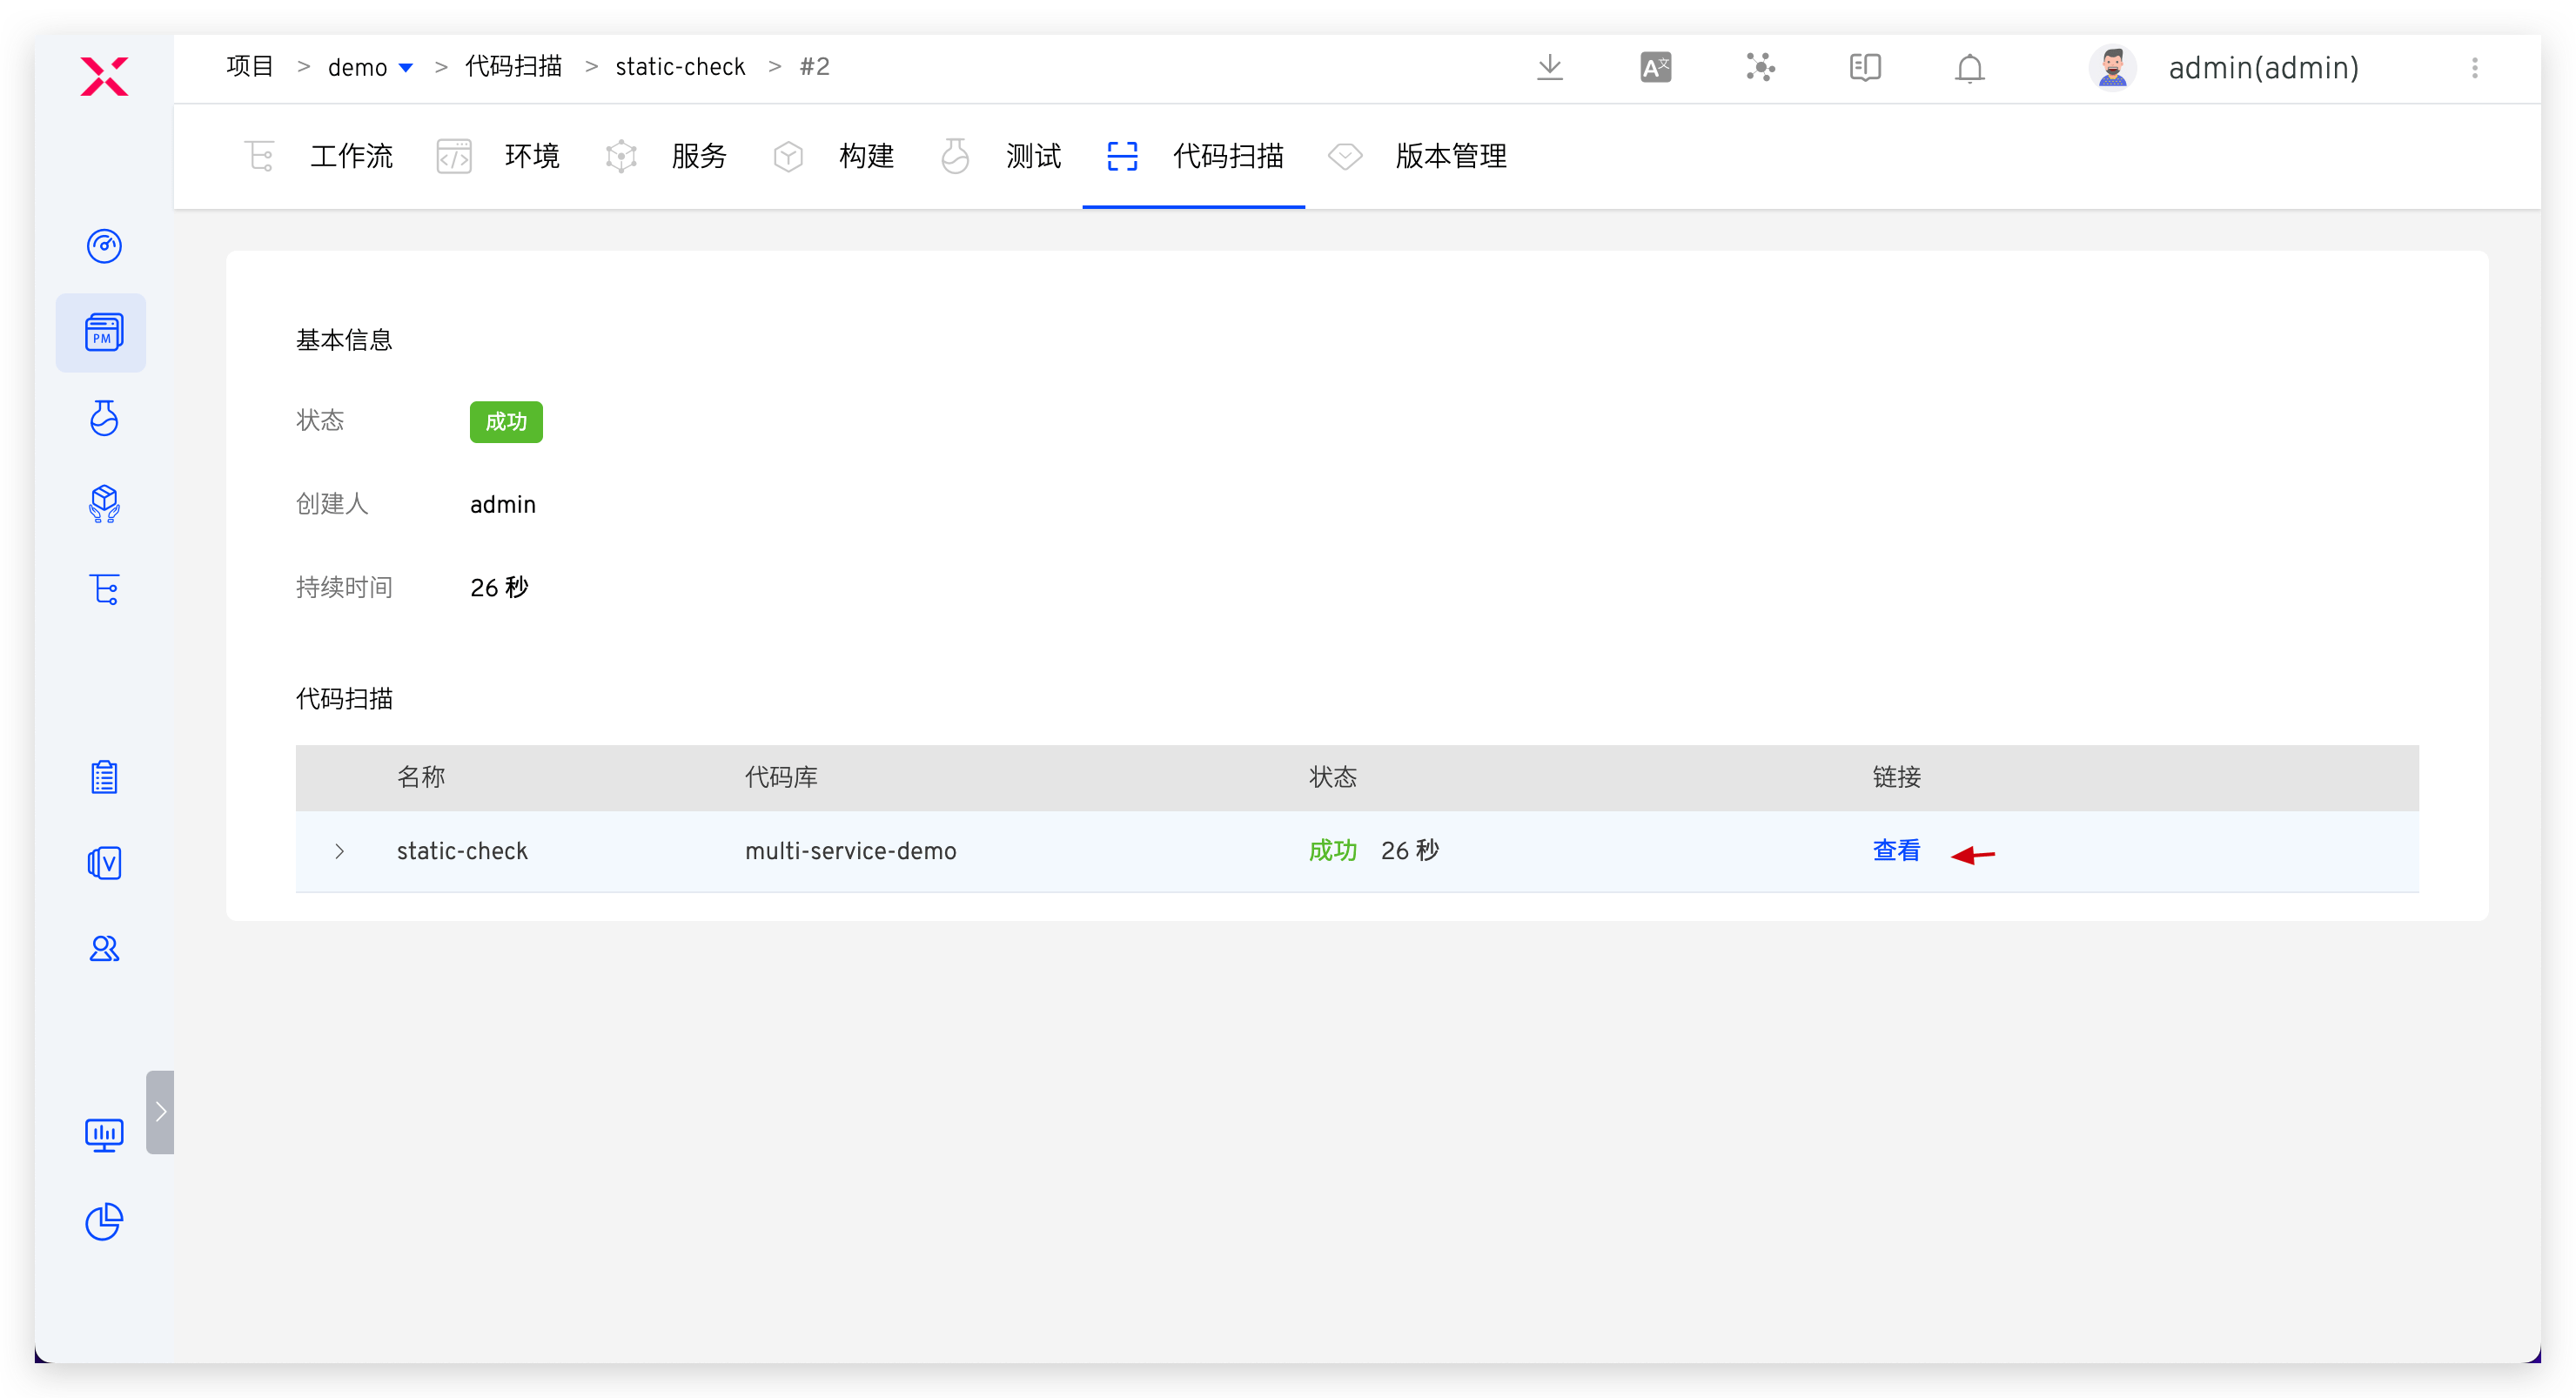 项目 > demo > 代码扫描 > static-check > #2
A文
admin(admin)
工作流 环境 服务 构建 测试 代码扫描 版本管理
PM
基本信息
状态 成功
创建人 admin
持续时间 26 秒
代码扫描
名称 代码库 状态 链接
static-check multi-service-demo 成功 26 秒 查看
V